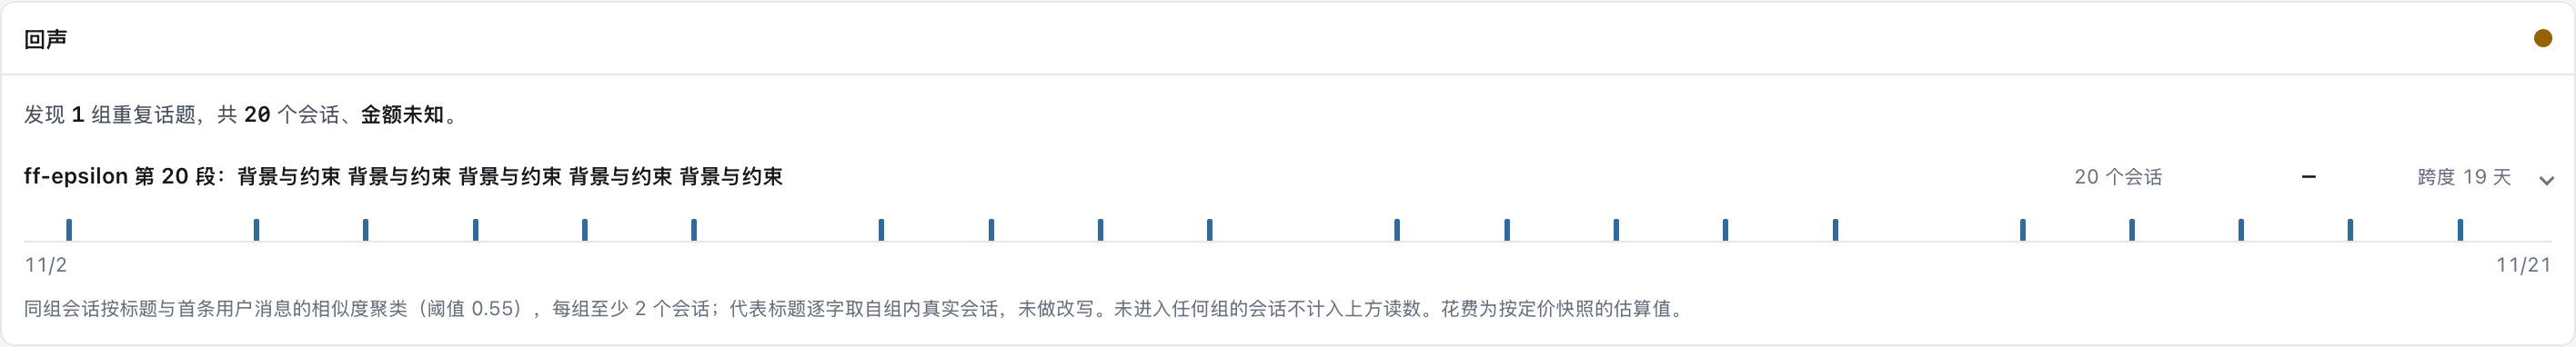 回声
发现 1 组重复话题，共 20 个会话、金额未知。
ff-epsilon 第 20 段：背景与约束 背景与约束 背景与约束 背景与约束 背景与约束 20 个会话 – 跨度 19 天
11/2 11/21
同组会话按标题与首条用户消息的相似度聚类（阈值 0.55），每组至少 2 个会话；代表标题逐字取自组内真实会话，未做改写。未进入任何组的会话不计入上方读数。花费为按定价快照的估算值。